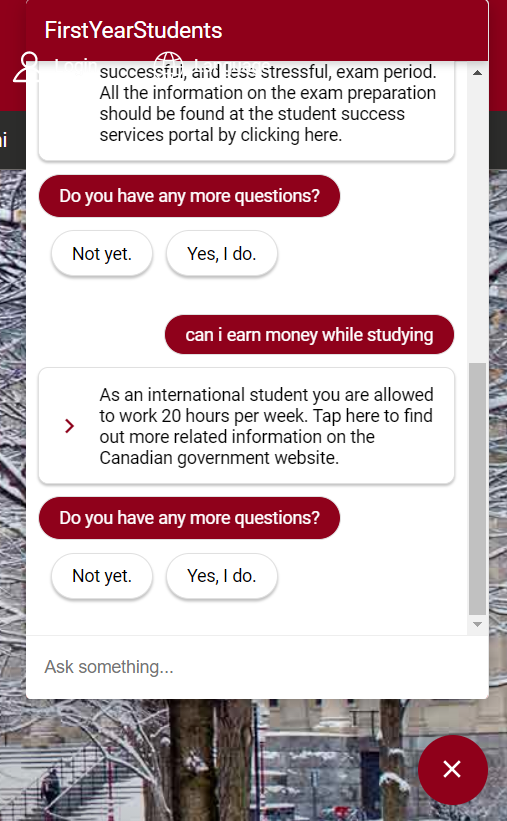 FirstYearStudents
Login
successful, and less stressful, exam period.
All the information on the exam preparation
should be found at the student success
services portal by clicking here.
Do you have any more questions?
Not yet.
Yes, I do.
can i earn money while studying
As an international student you are allowed
to work 20 hours per week. Tap here to find
out more related information on the
Canadian government website.
Do you have any more questions?
Not yet.
Yes, I do.
Ask something...